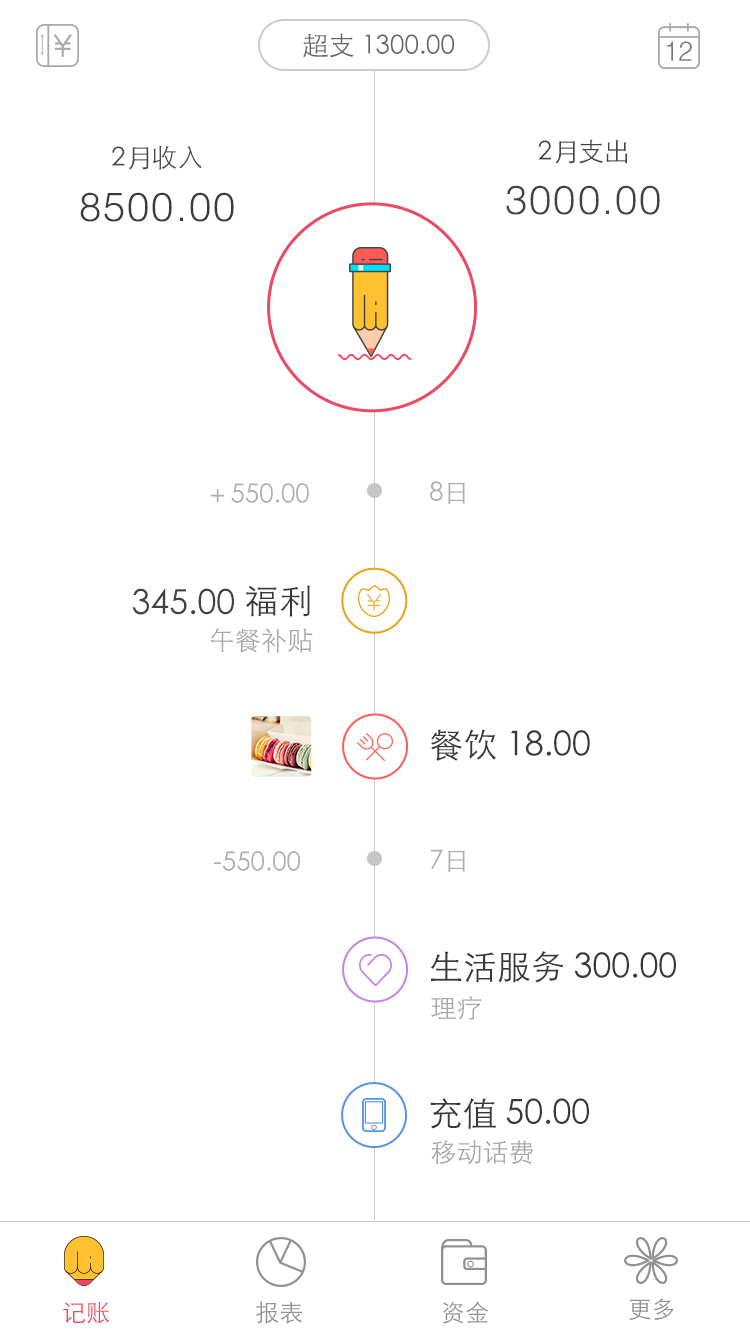 ¥
超支 1300.00
12
2月收入
8500.00
2月支出
3000.00
+ 550.00
8日
345.00 福利
午餐补贴
¥
餐饮 18.00
-550.00
7日
生活服务 300.00
理疗
充值 50.00
移动话费
记账
报表
资金
更多